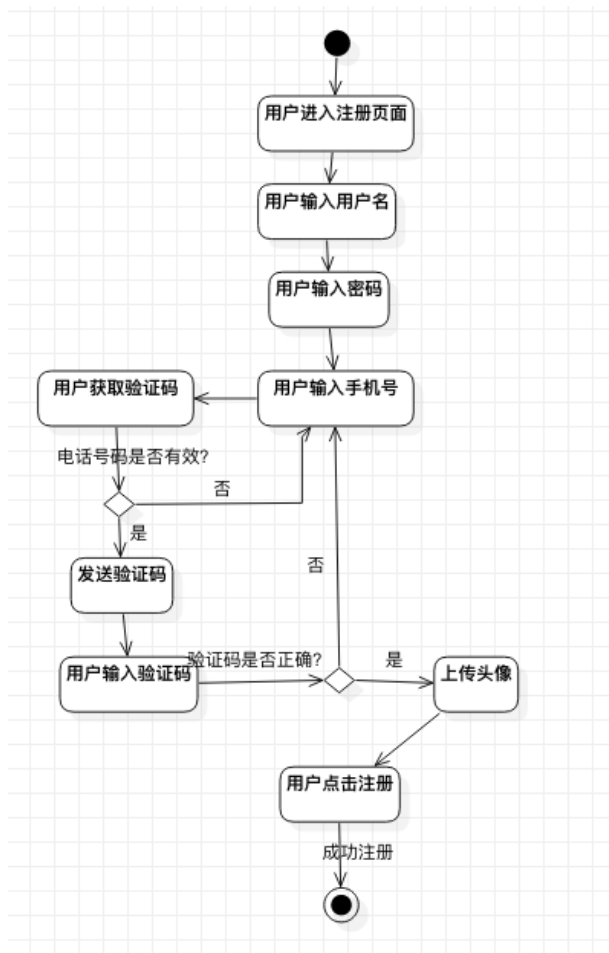 用户进入注册页面
用户输入用户名
用户输入密码
用户输入手机号
用户获取验证码
电话号码是否有效?
否
是
发送验证码
用户输入验证码
验证码是否正确?
否
是
上传头像
用户点击注册
成功注册